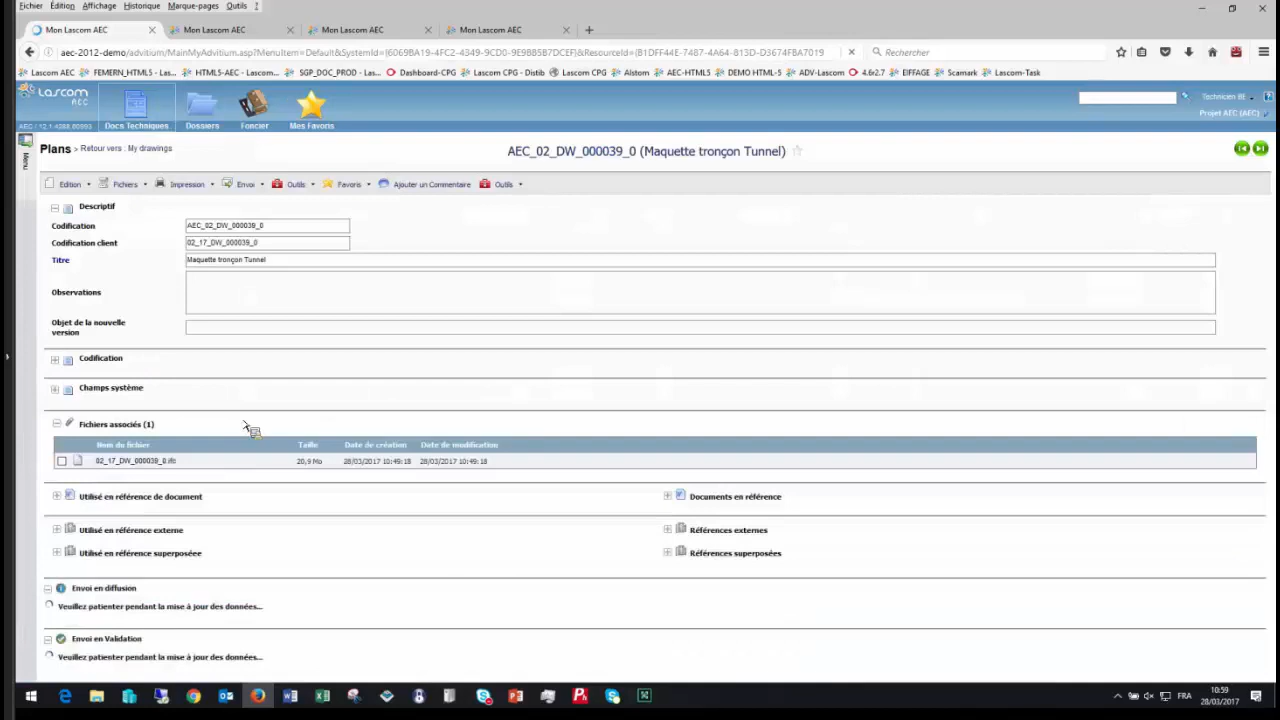 Fichier Édition Affichage Historique Marque-pages Outils ?
Mon Lascom AEC Mon Lascom AEC Mon Lascom AEC Mon Lascom AEC
Rechercher
Lascom AEC FEMERN_HTML5 - Las... HTML5-AEC - Lascom... SGP_DOC_PROD - Las... Dashboard-CPG Lascom CPG - Distib Lascom CPG Alstom AEC-HTML5 DEMO HTML-5 ADV-Lascom 4.6r2.7 EIFFAGE Scamark Lascom-Task
Lascom AEC
Docs Techniques Dossiers Foncier Mes Favoris
Technicien BE
Projet AEC (AEC)
Menu
Plans > Retour vers : My drawings
AEC_02_DW_000039_0 (Maquette tronçon Tunnel)
Edition Fichiers Impression Envoi Outils Favoris Ajouter un Commentaire Outils
Descriptif
Codification AEC_02_DW_000039_0
Codification client 02_17_DW_000039_0
Titre Maquette tronçon Tunnel
Observations
Objet de la nouvelle
version
Codification
Champs système
Fichiers associés (1)
Nom du fichier Taille Date de création Date de modification
02_17_DW_000039_0.ifc 20,9 Mo 28/03/2017 10:49:18 28/03/2017 10:49:18
Utilisé en référence de document Documents en référence
Utilisé en référence externe Références externes
Utilisé en référence superposée Références superposées
Envoi en diffusion
Veuillez patienter pendant la mise à jour des données...
Envoi en Validation
Veuillez patienter pendant la mise à jour des données...
FRA 10:59
28/03/2017